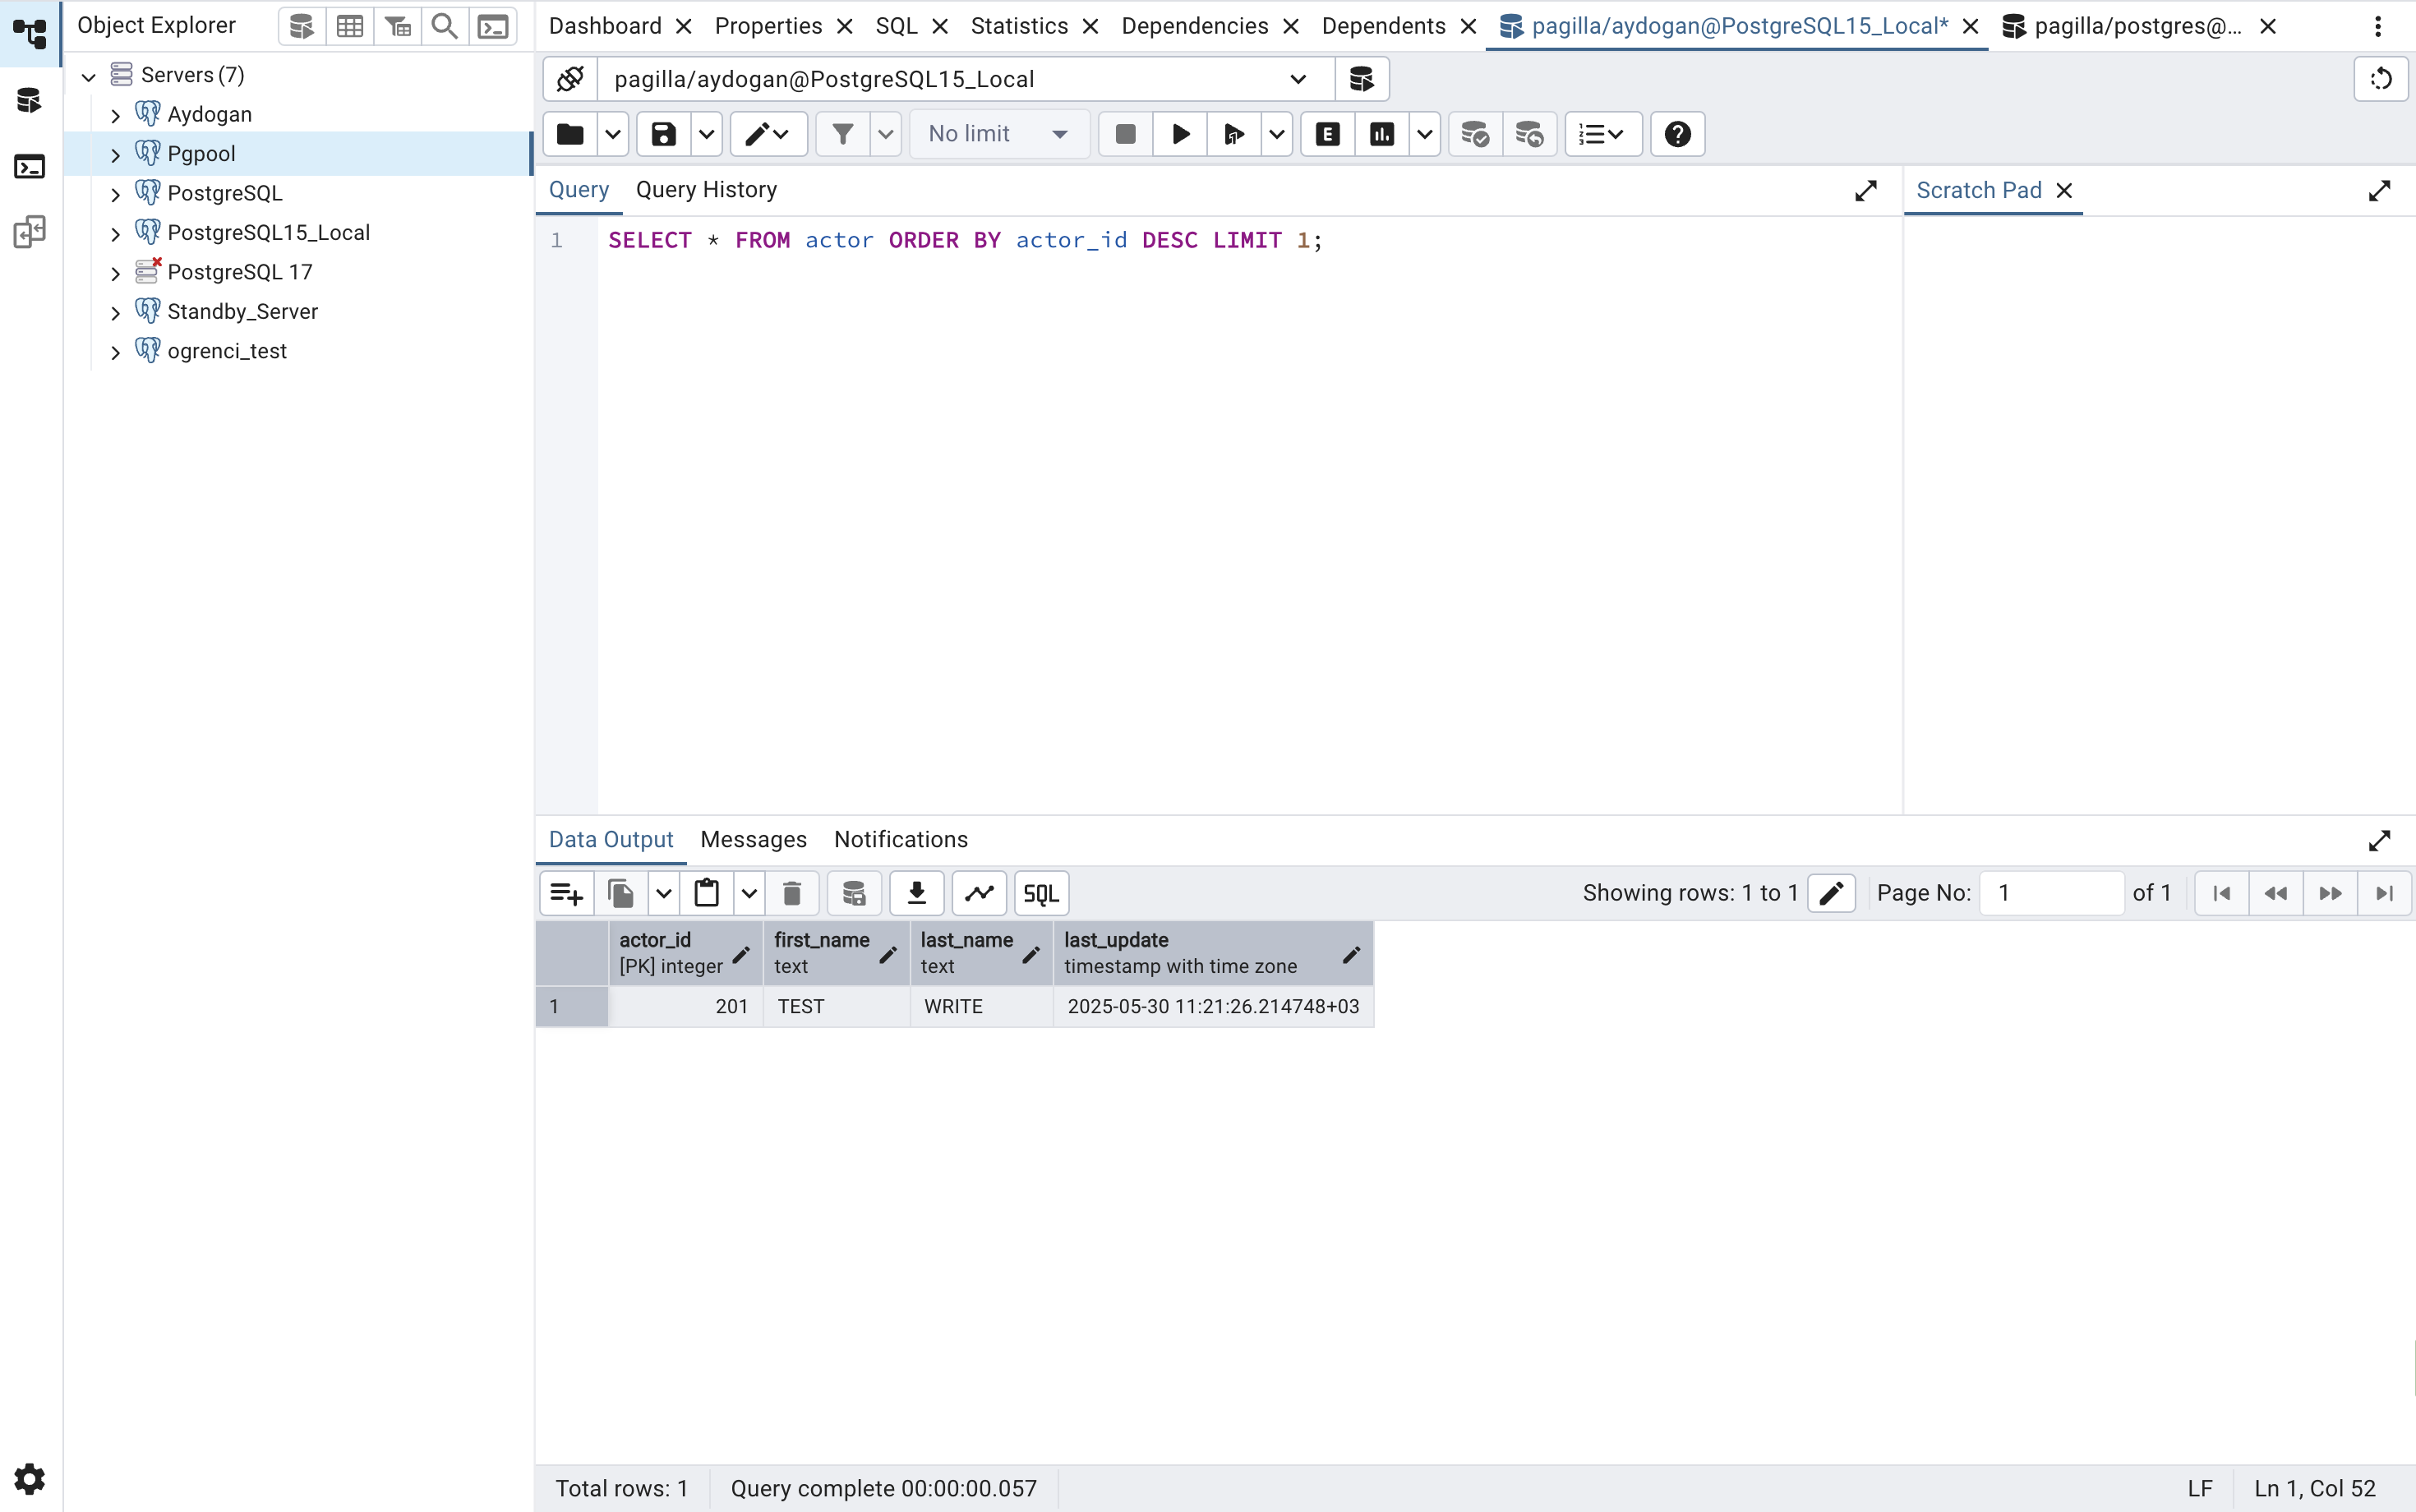 Object Explorer
Servers (7)
Aydogan
Pgpool
PostgreSQL
PostgreSQL15_Local
PostgreSQL 17
Standby_Server
ogrenci_test
Dashboard Properties SQL Statistics Dependencies Dependents pagilla/aydogan@PostgreSQL15_Local* pagilla/postgres@...
pagilla/aydogan@PostgreSQL15_Local
No limit E
Query Query History
Scratch Pad
1 SELECT * FROM actor ORDER BY actor_id DESC LIMIT 1;
Data Output Messages Notifications
SQL Showing rows: 1 to 1 Page No: 1 of 1
actor_id first_name last_name last_update
[PK] integer text text timestamp with time zone
1 201 TEST WRITE 2025-05-30 11:21:26.214748+03
Total rows: 1 Query complete 00:00:00.057 LF Ln 1, Col 52